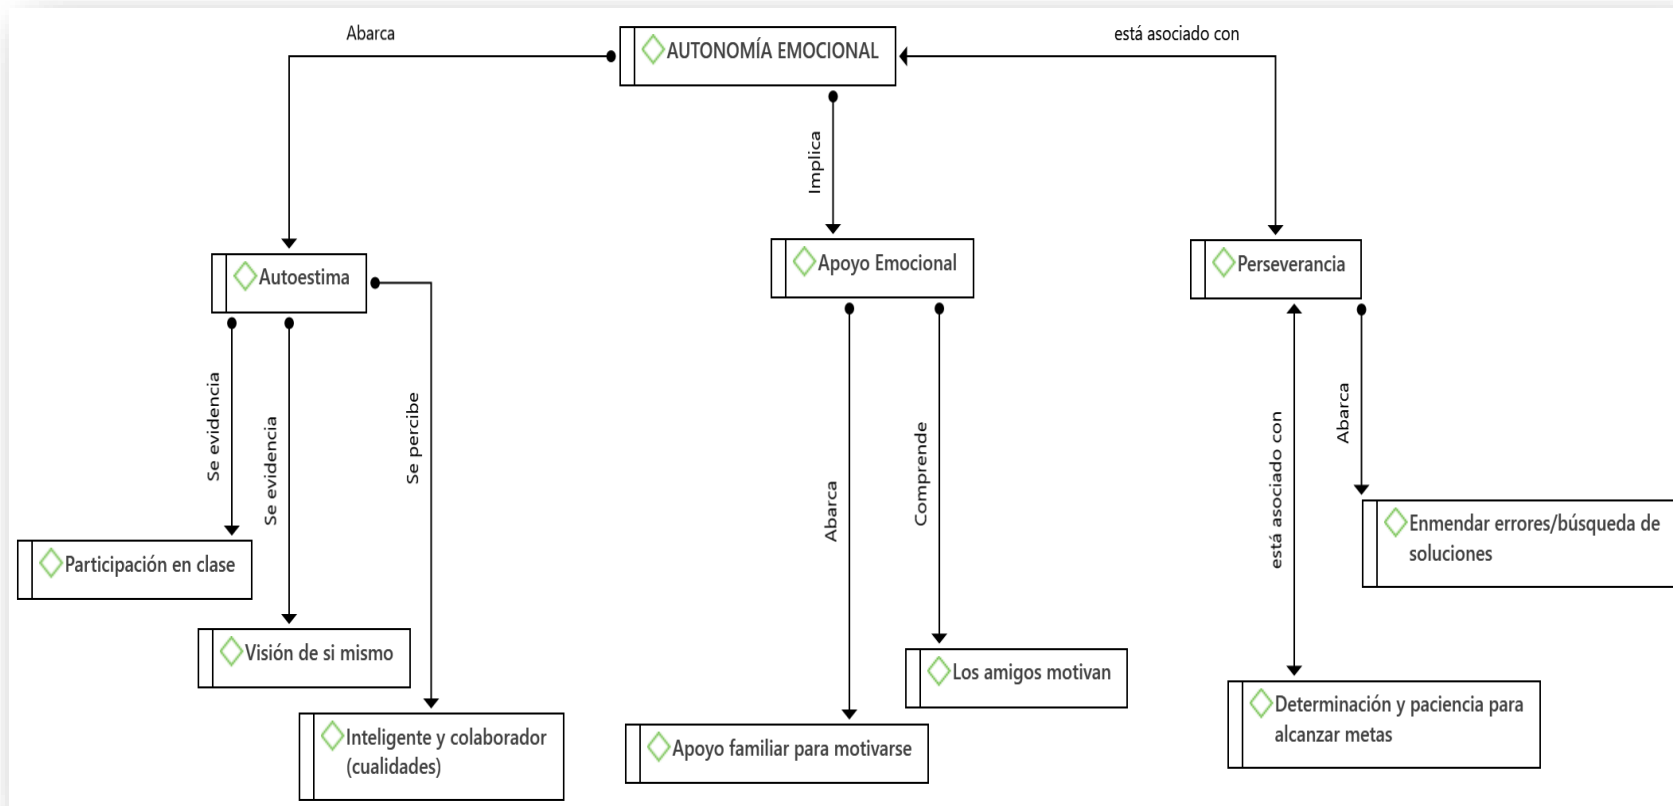 Abarca
AUTONOMÍA EMOCIONAL
está asociado con
Implica
Autoestima
Apoyo Emocional
Perseverancia
Se evidencia
Se evidencia
Se percibe
Abarca
Comprende
está asociado con
Abarca
Participación en clase
Visión de si mismo
Inteligente y colaborador
(cualidades)
Apoyo familiar para motivarse
Los amigos motivan
Determinación y paciencia para
alcanzar metas
Enmendar errores/búsqueda de
soluciones